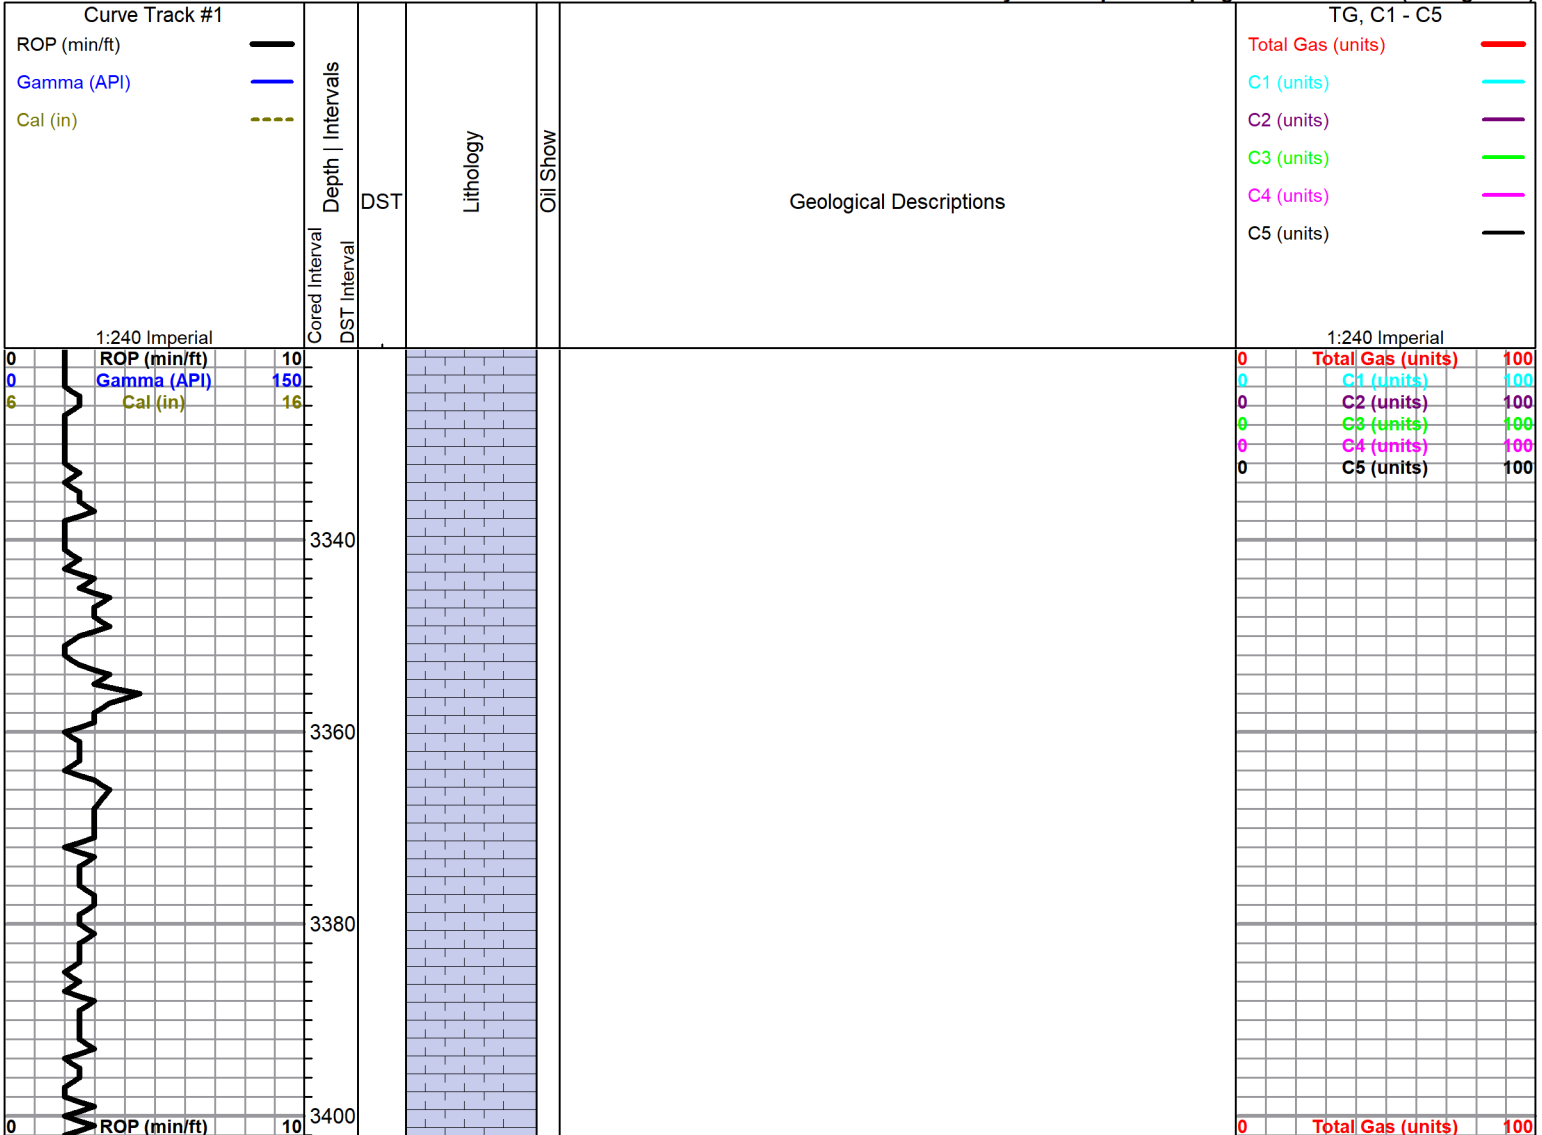 Curve Track #1
ROP (min/ft)
Gamma (API)
Cal (in)
1:240 Imperial
Depth | Intervals
Cored Interval
DST Interval
DST
Lithology
Oil Show
Geological Descriptions
TG, C1 - C5
Total Gas (units)
C1 (units)
C2 (units)
C3 (units)
C4 (units)
C5 (units)
1:240 Imperial
0 ROP (min/ft) 10
0 Gamma (API) 150
6 Cal (in) 16
0 Total Gas (units) 100
0 C1 (units) 100
0 C2 (units) 100
0 C3 (units) 100
0 C4 (units) 100
0 C5 (units) 100
3340
3360
3380
3400
0 ROP (min/ft) 10
0 Total Gas (units) 100